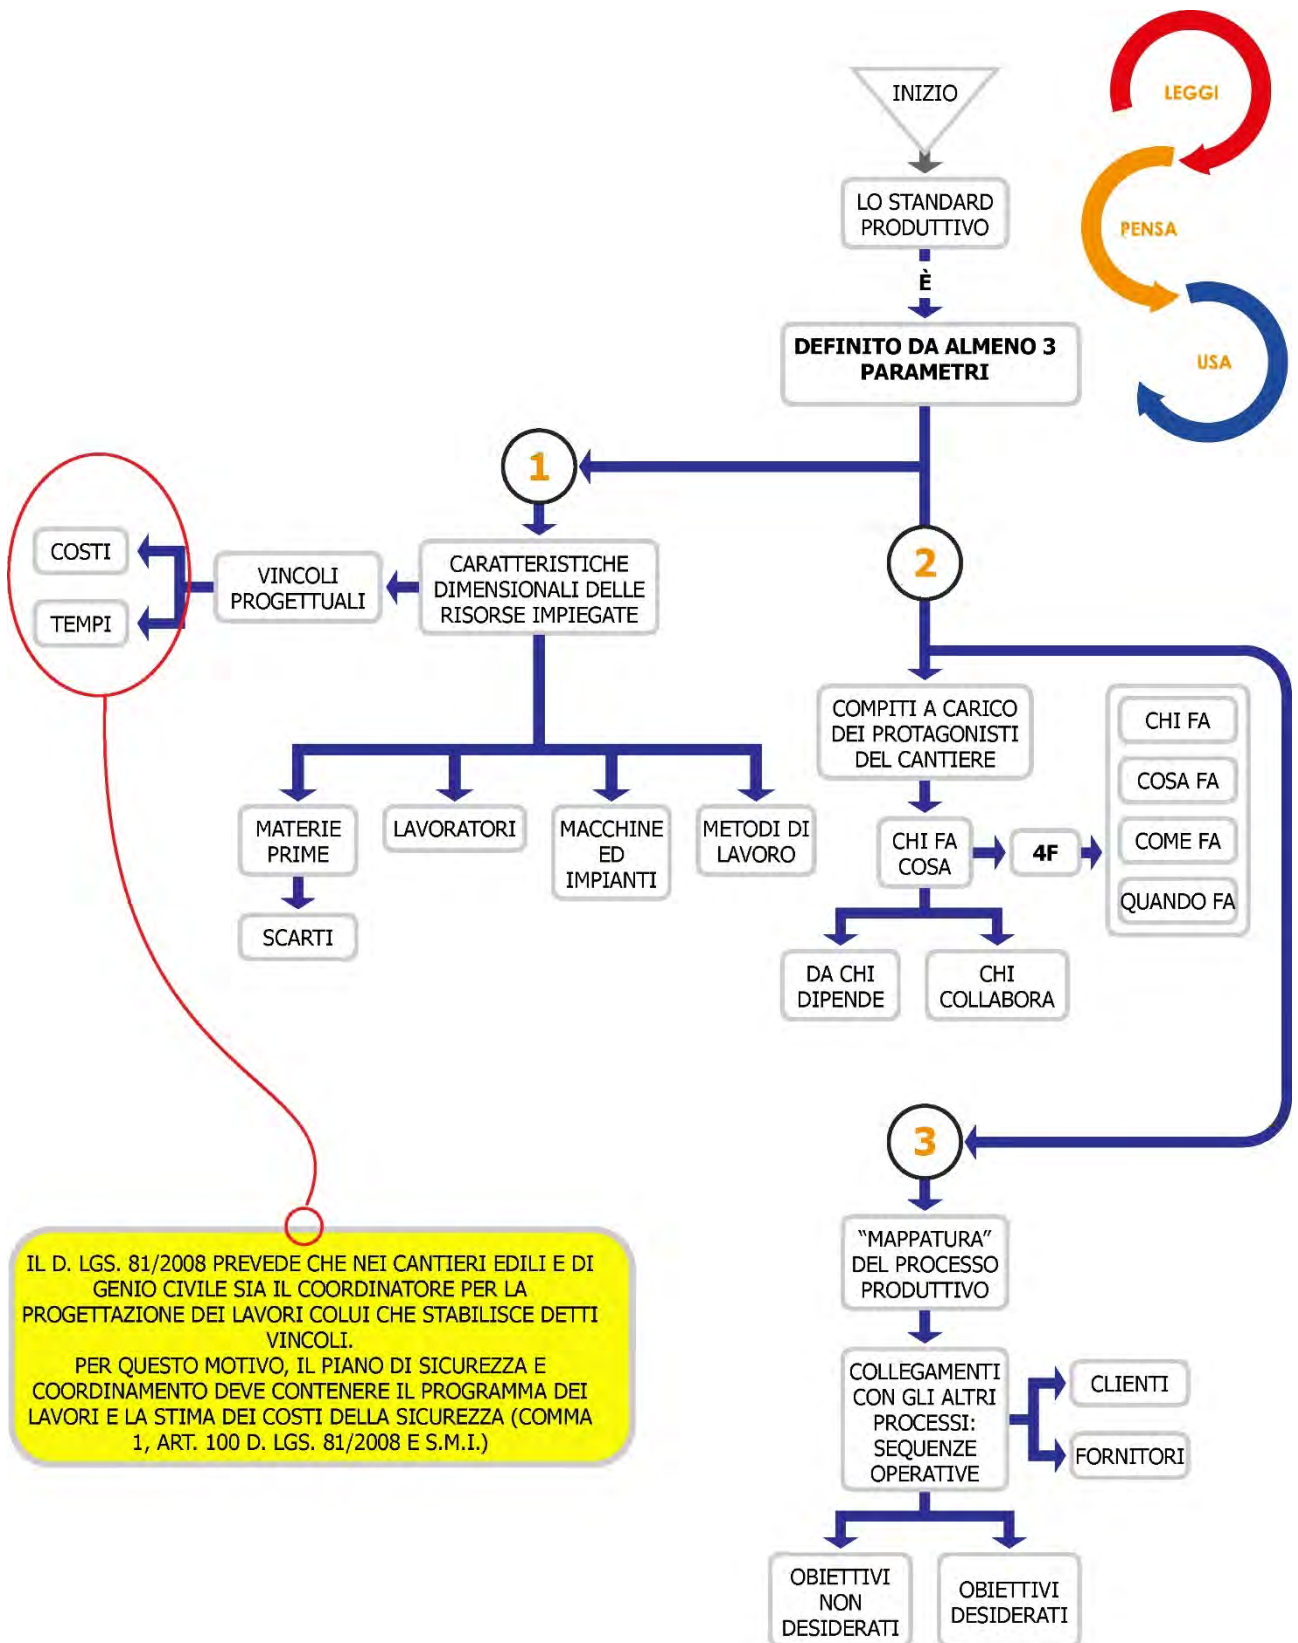 INIZIO
LEGGI
LO STANDARD
PRODUTTIVO
PENSA
È
DEFINITO DA ALMENO 3
PARAMETRI
USA
1
COSTI
TEMPI
VINCOLI
PROGETTUALI
CARATTERISTICHE
DIMENSIONALI DELLE
RISORSE IMPIEGATE
2
MATERIE
PRIME
LAVORATORI
MACCHINE
ED
IMPIANTI
METODI DI
LAVORO
SCARTI
COMPITI A CARICO
DEI PROTAGONISTI
DEL CANTIERE
CHI FA
COSA
4F
CHI FA
COSA FA
COME FA
QUANDO FA
DA CHI
DIPENDE
CHI
COLLABORA
3
"MAPPATURA"
DEL PROCESSO
PRODUTTIVO
COLLEGAMENTI
CON GLI ALTRI
PROCESSI:
SEQUENZE
OPERATIVE
CLIENTI
FORNITORI
OBIETTIVI
NON
DESIDERATI
OBIETTIVI
DESIDERATI
IL D. LGS. 81/2008 PREVEDE CHE NEI CANTIERI EDILI E DI
GENIO CIVILE SIA IL COORDINATORE PER LA
PROGETTAZIONE DEI LAVORI COLUI CHE STABILISCE DETTI
VINCOLI.
PER QUESTO MOTIVO, IL PIANO DI SICUREZZA E
COORDINAMENTO DEVE CONTENERE IL PROGRAMMA DEI
LAVORI E LA STIMA DEI COSTI DELLA SICUREZZA (COMMA
1, ART. 100 D. LGS. 81/2008 E S.M.I.)